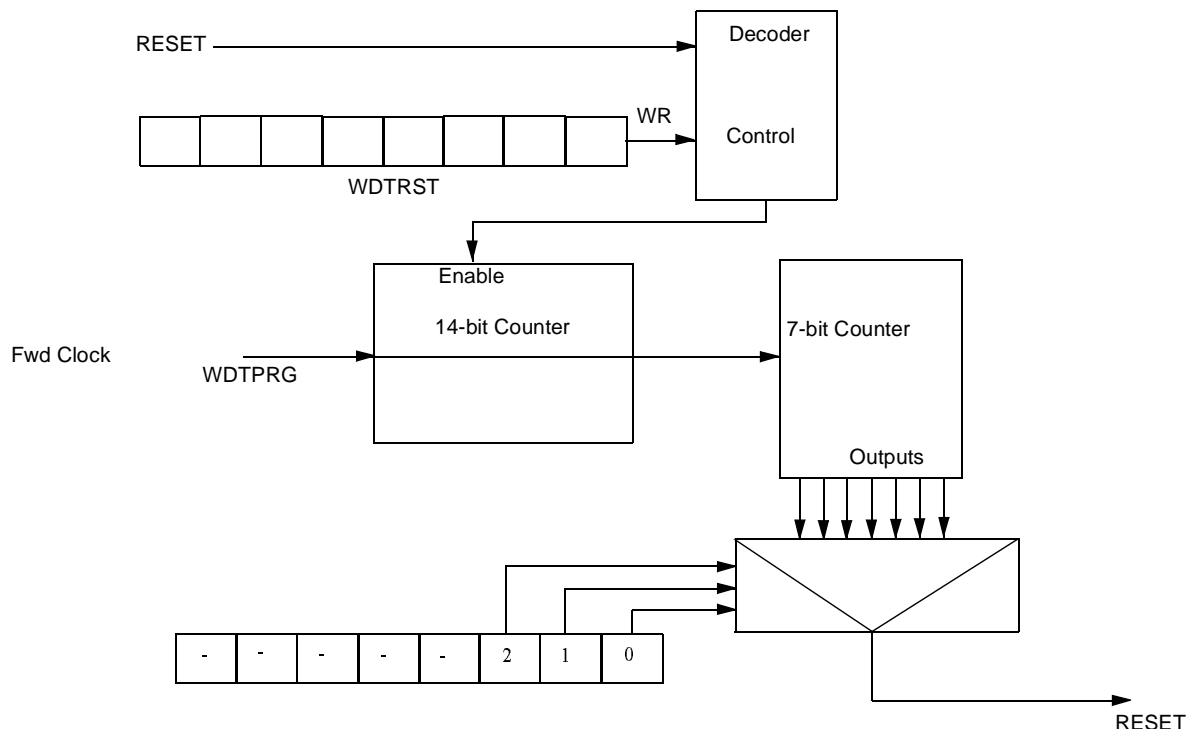 Decoder
RESET
WR
Control
WDTRST
Enable
14-bit Counter
7-bit Counter
Fwd Clock
WDTPRG
Outputs
- - - - - 2 1 0
RESET